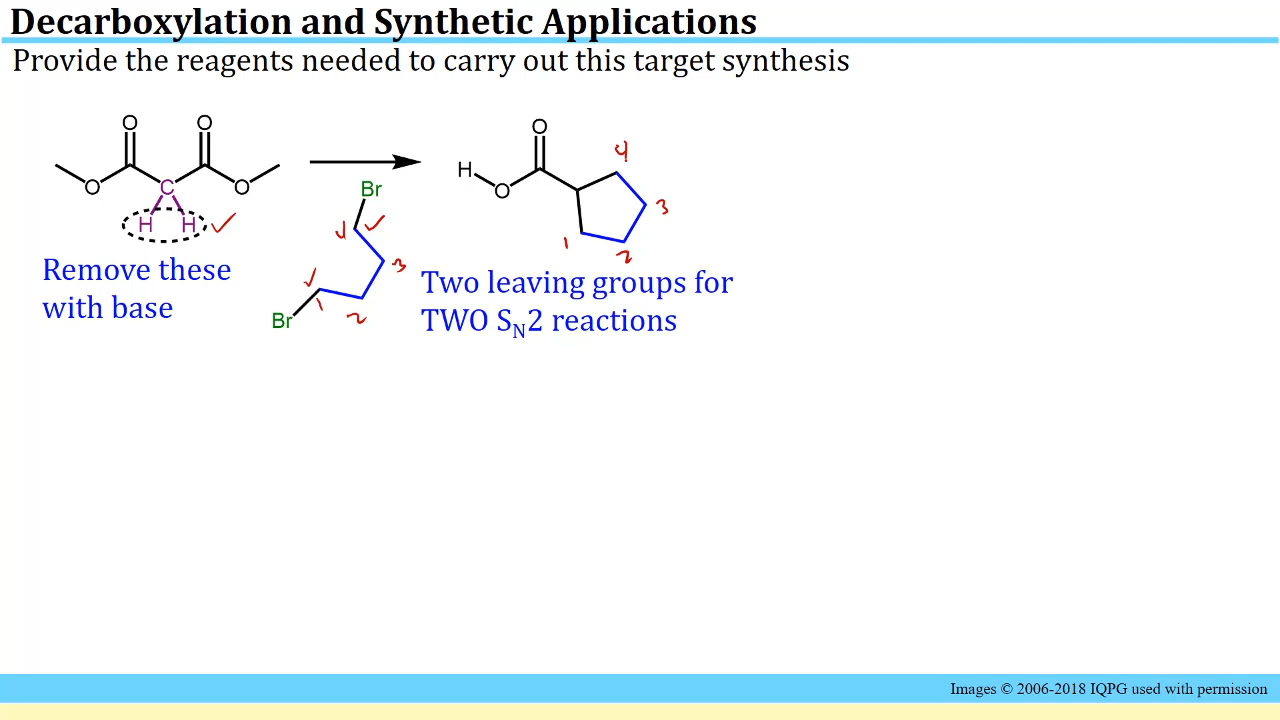 Decarboxylation and Synthetic Applications
Provide the reagents needed to carry out this target synthesis
O O O
H
O C O O
H H
Br
4
3
1
2
4
3
1
2
Br
Remove these
with base
Two leaving groups for
TWO SN2 reactions
Images © 2006-2018 IQPG used with permission